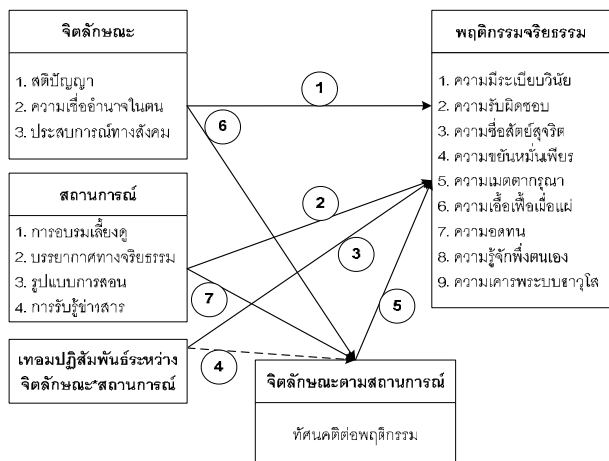 จิตลักษณะ
1. สติปัญญา
2. ความเชื่ออำนาจในตน
3. ประสบการณ์ทางสังคม
สถานการณ์
1. การอบรมเลี้ยงดู
2. บรรยากาศทางจริยธรรม
3. รูปแบบการสอน
4. การรับรู้ข่าวสาร
เทอมปฏิสัมพันธ์ระหว่าง
จิตลักษณะ*สถานการณ์
1
6
2
3
7
5
4
จิตลักษณะตามสถานการณ์
ทัศนคติต่อพฤติกรรม
พฤติกรรมจริยธรรม
1. ความมีระเบียบวินัย
2. ความรับผิดชอบ
3. ความซื่อสัตย์สุจริต
4. ความขยันหมั่นเพียร
5. ความเมตตากรุณา
6. ความเอื้อเฟื้อเผื่อแผ่
7. ความอดทน
8. ความรู้จักพึ่งตนเอง
9. ความเคารพระบบอาวุโส